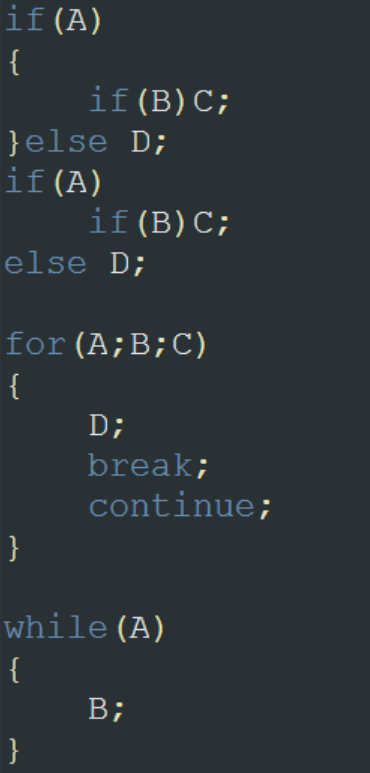 if(A)
{
    if(B)C;
}else D;
if(A)
    if(B)C;
else D;

for(A;B;C)
{
    D;
    break;
    continue;
}

while(A)
{
    B;
}